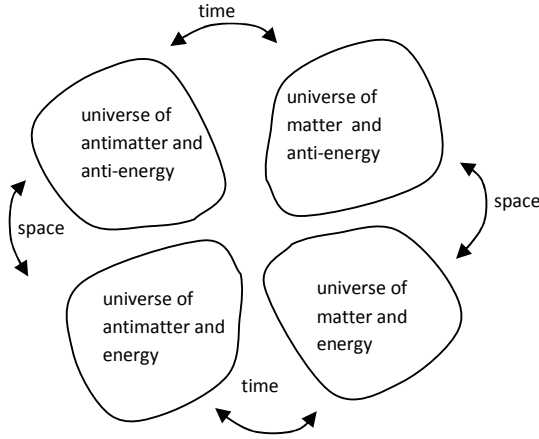 time
universe of
antimatter and
anti-energy
universe of
matter and
anti-energy
space
space
universe of
antimatter and
energy
universe of
matter and
energy
time